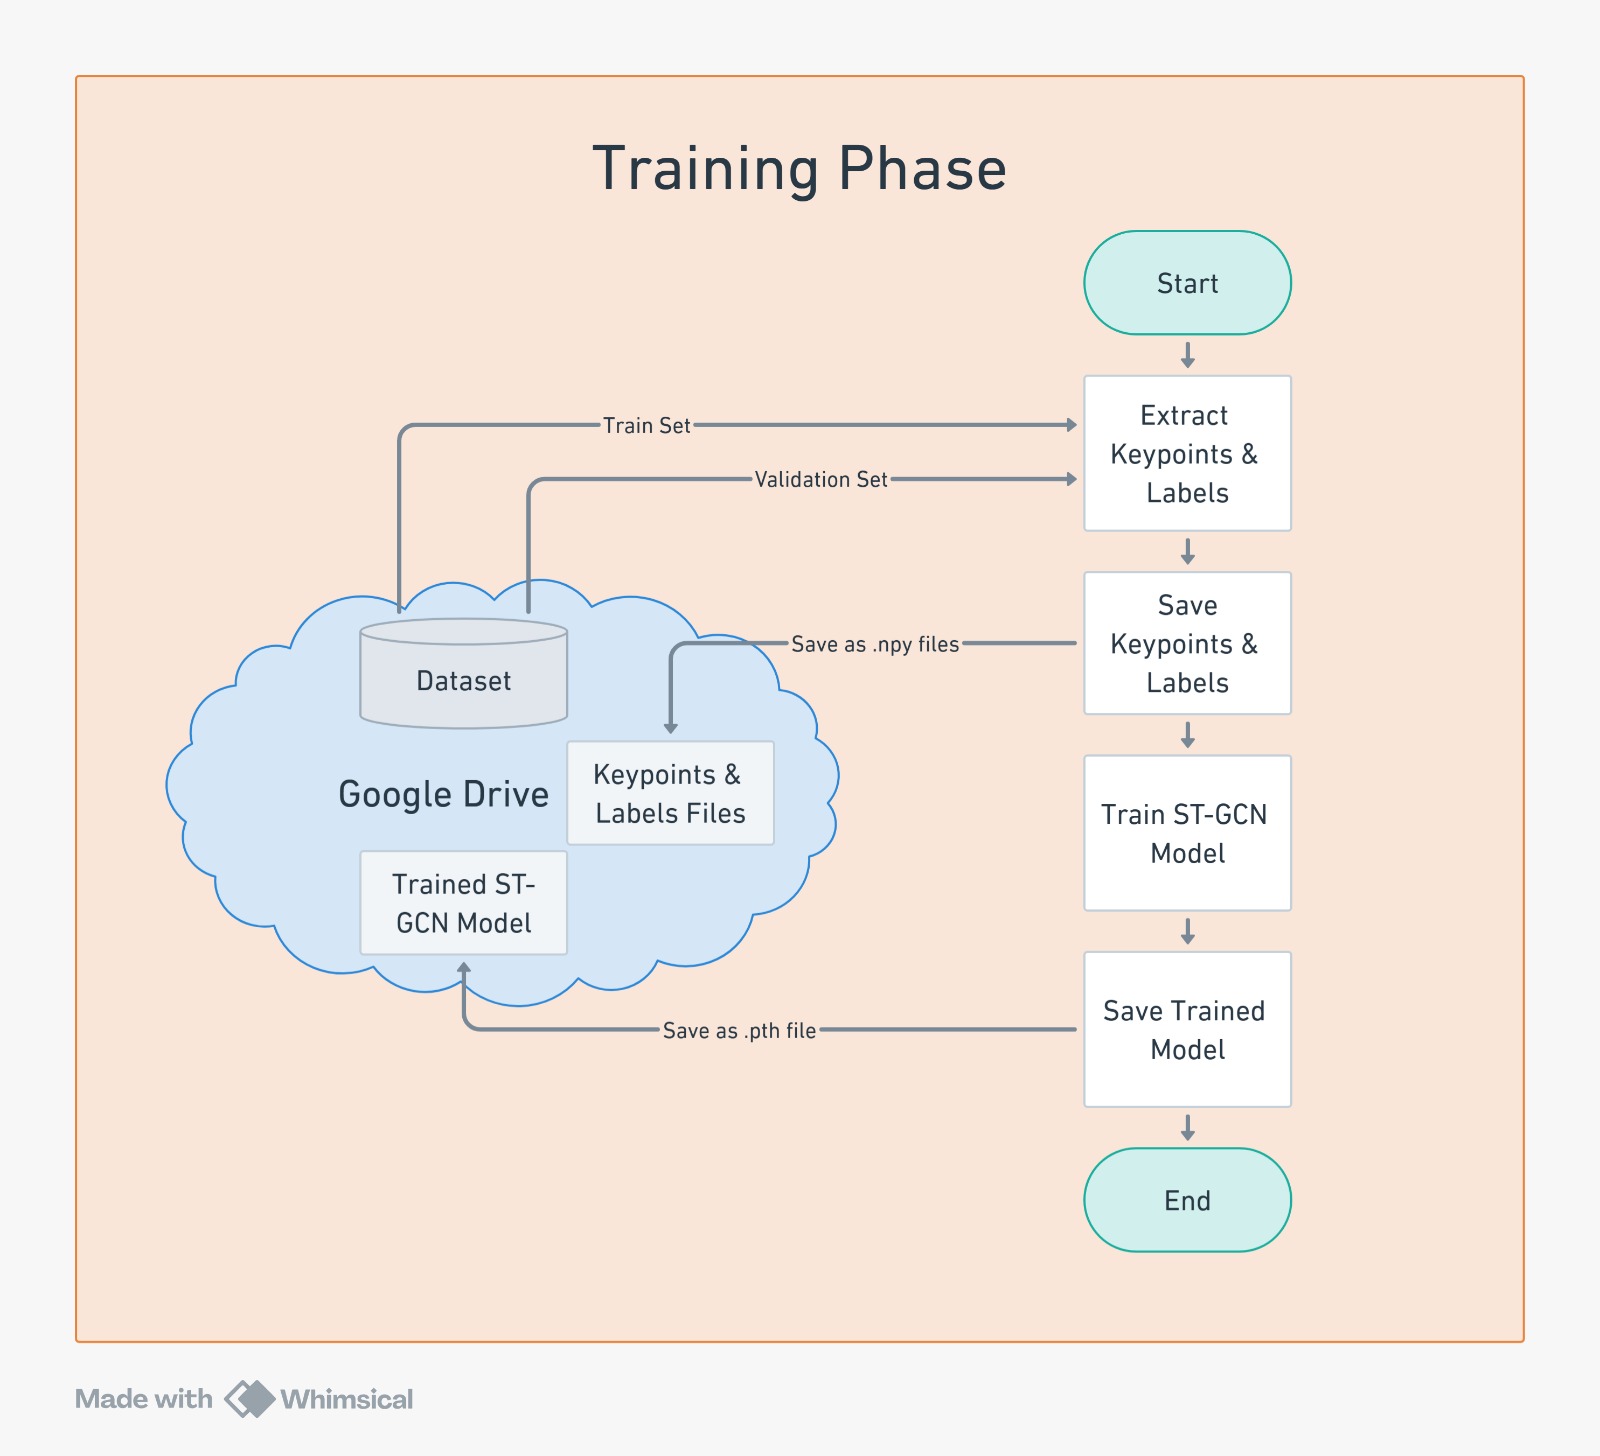 Training Phase
Start
Extract
Keypoints &
Labels
Train Set
Validation Set
Save
Keypoints &
Labels
Save as .npy files
Dataset
Google Drive
Keypoints &
Labels Files
Train ST-GCN
Model
Trained ST-
GCN Model
Save Trained
Model
Save as .pth file
End
Made with Whimsical